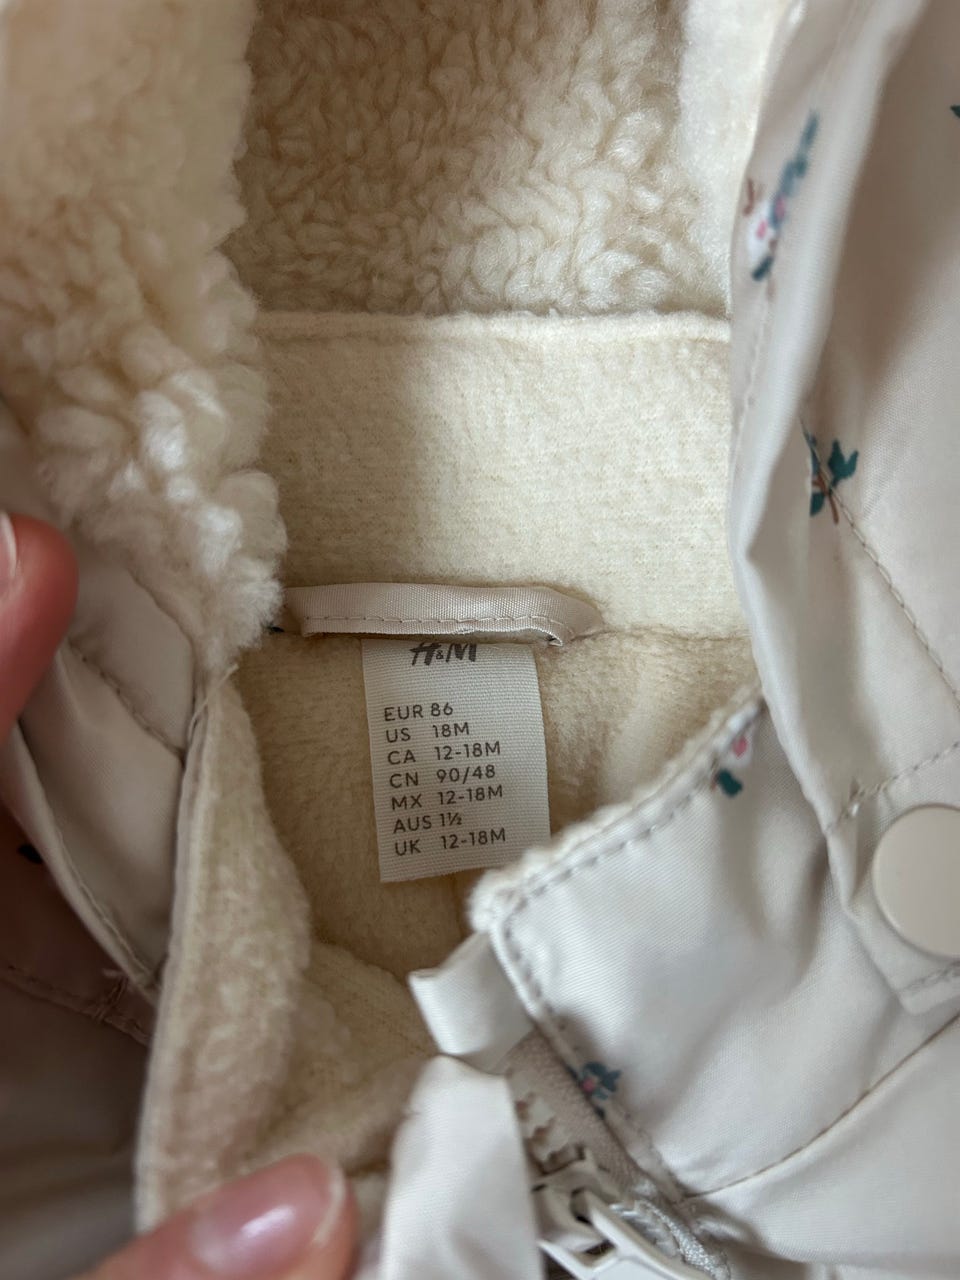 H&M
EUR 86
US 18M
CA 12-18M
CN 90/48
MX 12-18M
AUS 1½
UK 12-18M